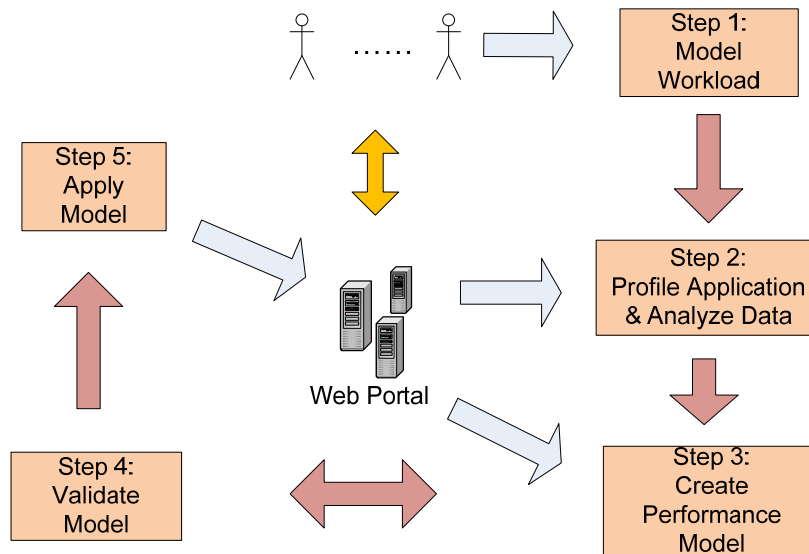 ......
Step 1:
Model
Workload
Step 5:
Apply
Model
Step 2:
Profile Application
& Analyze Data
Web Portal
Step 4:
Validate
Model
Step 3:
Create
Performance
Model